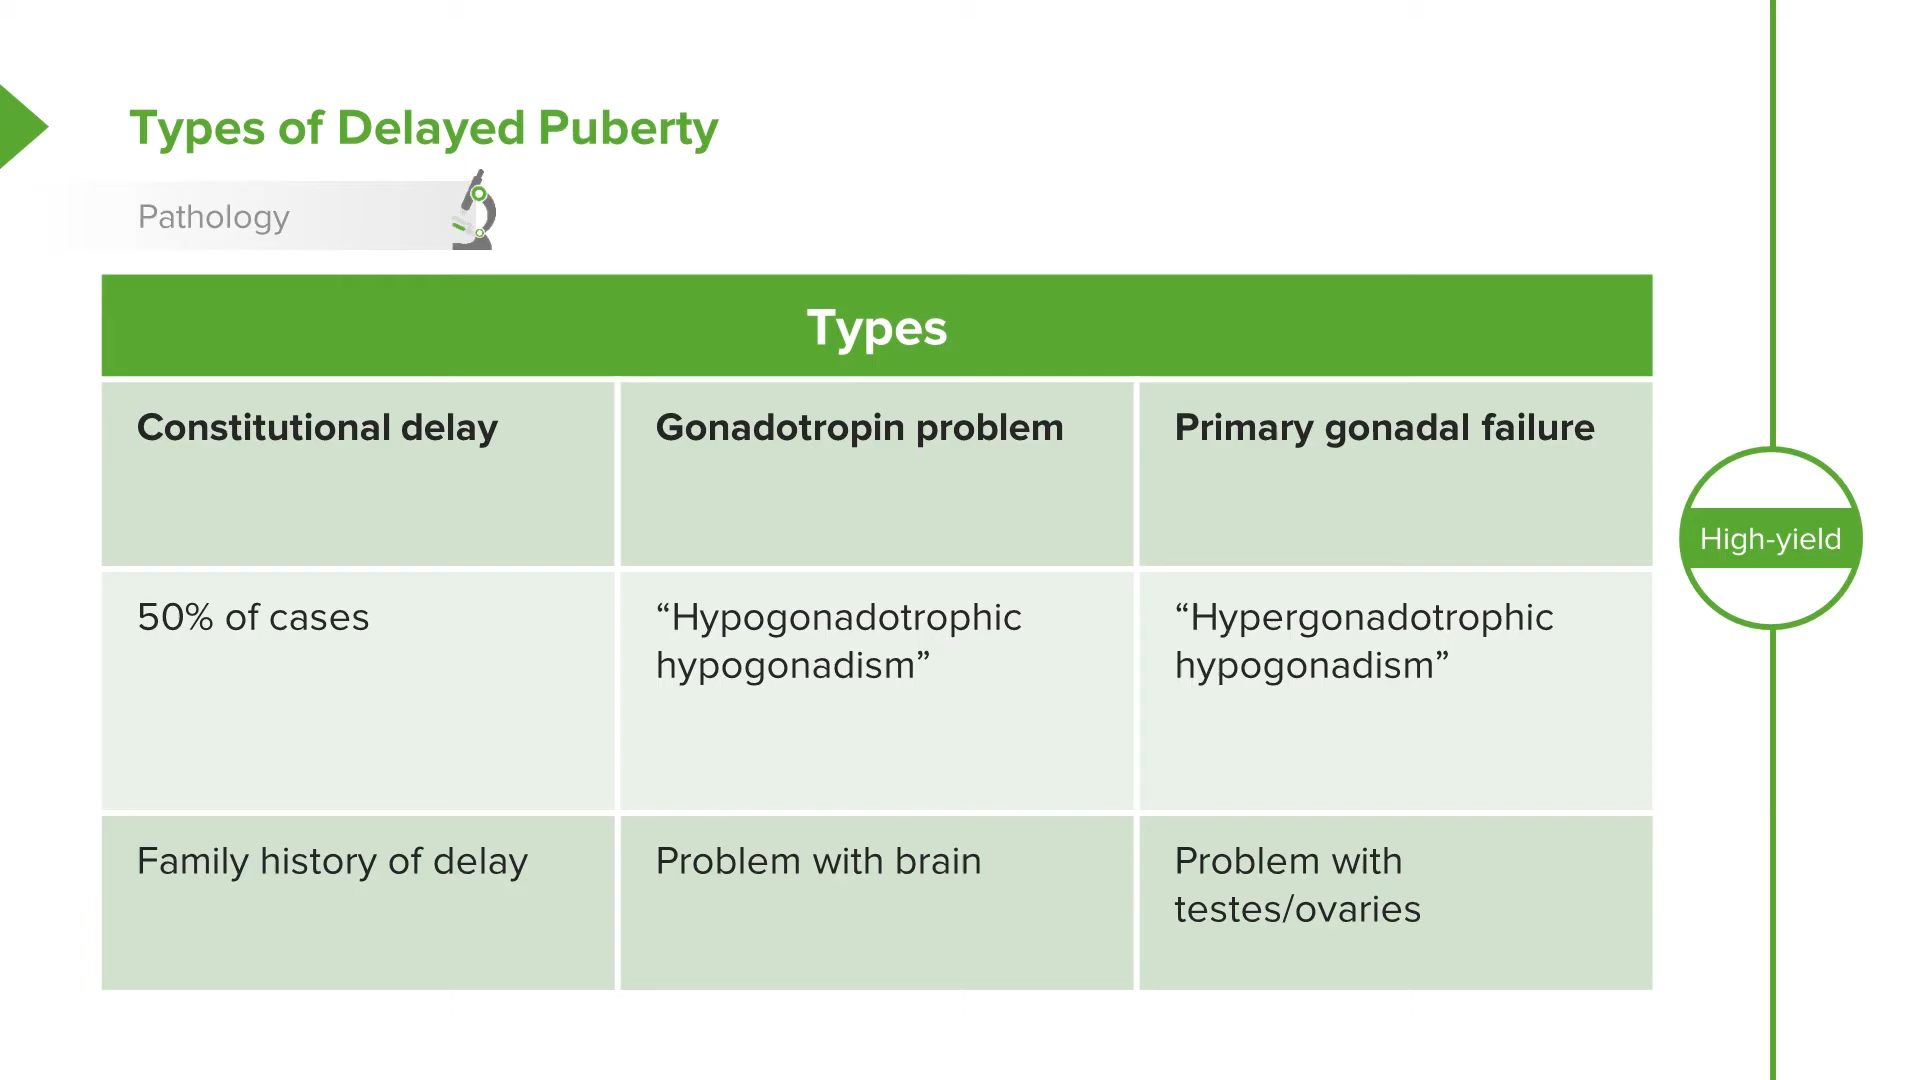 Types of Delayed Puberty
Pathology
Types
Constitutional delay
Gonadotropin problem
Primary gonadal failure
50% of cases
“Hypogonadotrophic
hypogonadism”
“Hypergonadotrophic
hypogonadism”
Family history of delay
Problem with brain
Problem with
testes/ovaries
High-yield